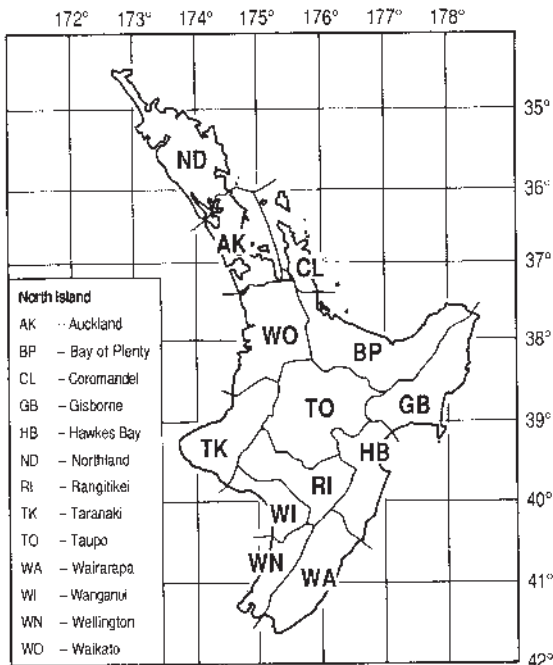 172° 173° 174° 175° 176° 177° 178°
35°
ND
36°
AK
CL
37°
WO
BP
38°
TO
GB
39°
TK
HB
RI
40°
WI
WN
WA
41°
42°
North Island
AK – Auckland
BP – Bay of Plenty
CL – Coromandel
GB – Gisborne
HB – Hawkes Bay
ND – Northland
RI – Rangitikei
TK – Taranaki
TO – Taupo
WA – Wairarapa
WI – Wanganui
WN – Wellington
WO – Waikato